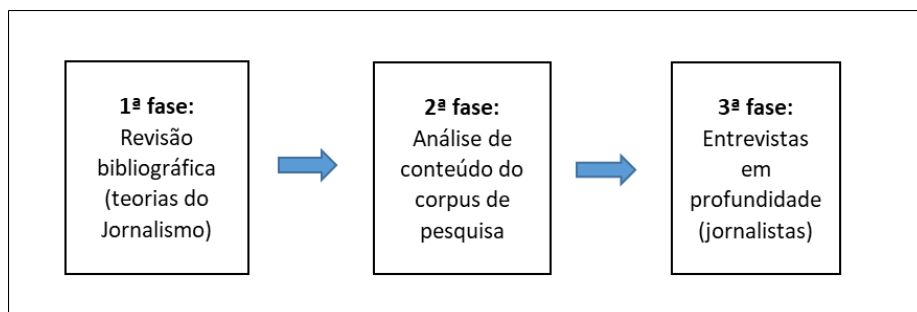 1ª fase:
Revisão
bibliográfica
(teorias do
Jornalismo)
2ª fase:
Análise de
conteúdo do
corpus de
pesquisa
3ª fase:
Entrevistas
em
profundidade
(jornalistas)